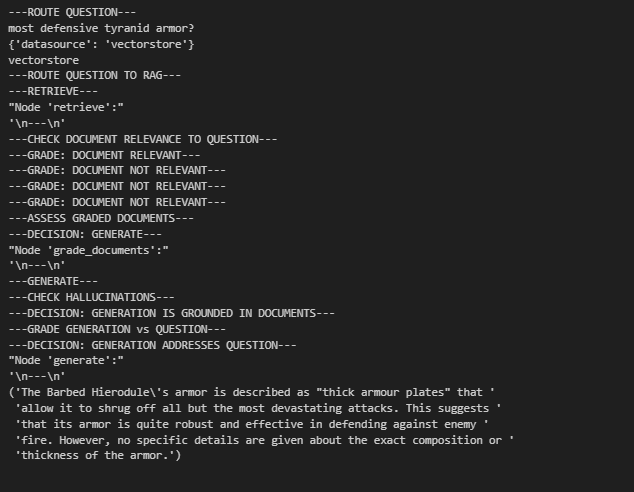 ---ROUTE QUESTION---
most defensive tyranid armor?
{'datasource': 'vectorstore'}
vectorstore
---ROUTE QUESTION TO RAG---
---RETRIEVE---
"Node 'retrieve':"
'\n---\n'
---CHECK DOCUMENT RELEVANCE TO QUESTION---
---GRADE: DOCUMENT RELEVANT---
---GRADE: DOCUMENT NOT RELEVANT---
---GRADE: DOCUMENT NOT RELEVANT---
---GRADE: DOCUMENT NOT RELEVANT---
---ASSESS GRADED DOCUMENTS---
---DECISION: GENERATE---
"Node 'grade_documents':"
'\n---\n'
---GENERATE---
---CHECK HALLUCINATIONS---
---DECISION: GENERATION IS GROUNDED IN DOCUMENTS---
---GRADE GENERATION vs QUESTION---
---DECISION: GENERATION ADDRESSES QUESTION---
"Node 'generate':"
'\n---\n'
('The Barbed Hierodule\'s armor is described as "thick armour plates" that '
 'allow it to shrug off all but the most devastating attacks. This suggests '
 'that its armor is quite robust and effective in defending against enemy '
 'fire. However, no specific details are given about the exact composition or '
 'thickness of the armor.')